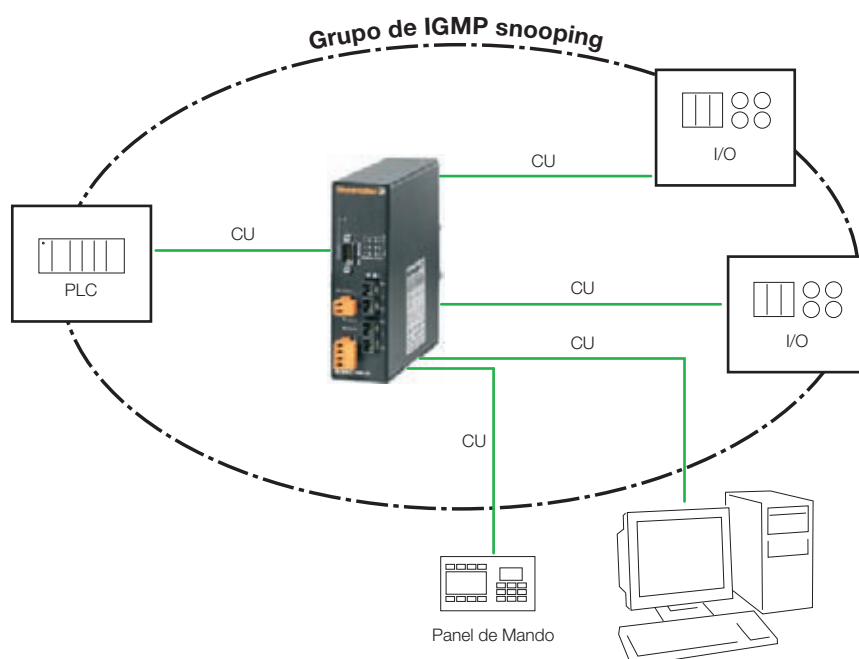 Grupo de IGMP snooping
I/O
CU
CU
PLC
CU
I/O
CU
CU
Panel de Mando